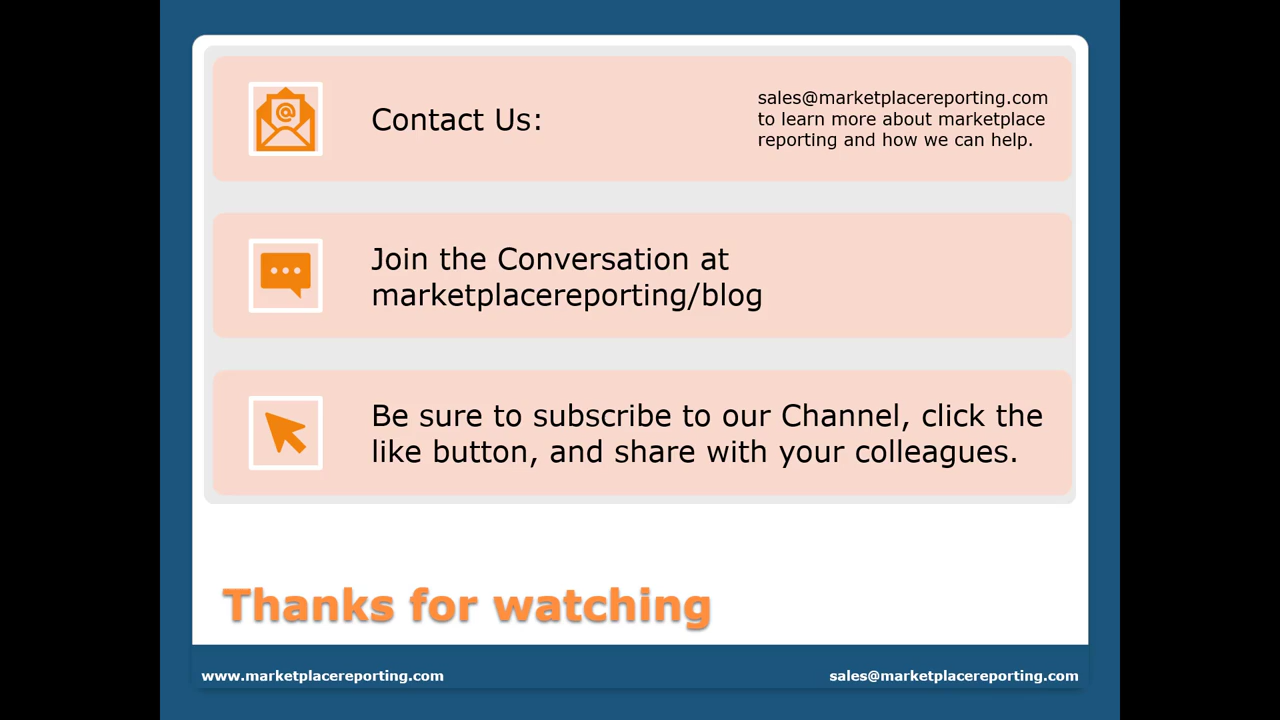 Contact Us:
sales@marketplacereporting.com
to learn more about marketplace
reporting and how we can help.
Join the Conversation at
marketplacereporting/blog
Be sure to subscribe to our Channel, click the
like button, and share with your colleagues.
Thanks for watching
www.marketplacereporting.com
sales@marketplacereporting.com